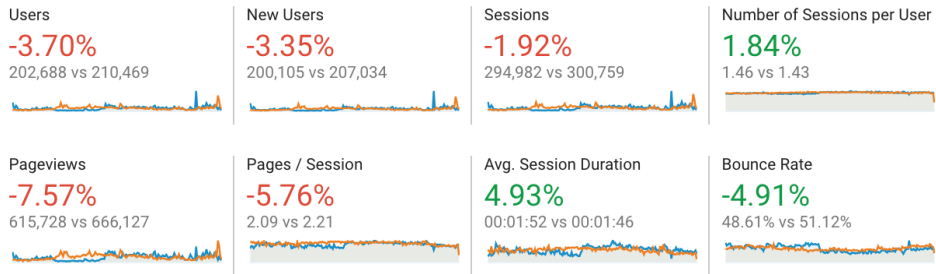 Users
-3.70%
202,688 vs 210,469
New Users
-3.35%
200,105 vs 207,034
Sessions
-1.92%
294,982 vs 300,759
Number of Sessions per User
1.84%
1.46 vs 1.43
Pageviews
-7.57%
615,728 vs 666,127
Pages / Session
-5.76%
2.09 vs 2.21
Avg. Session Duration
4.93%
00:01:52 vs 00:01:46
Bounce Rate
-4.91%
48.61% vs 51.12%